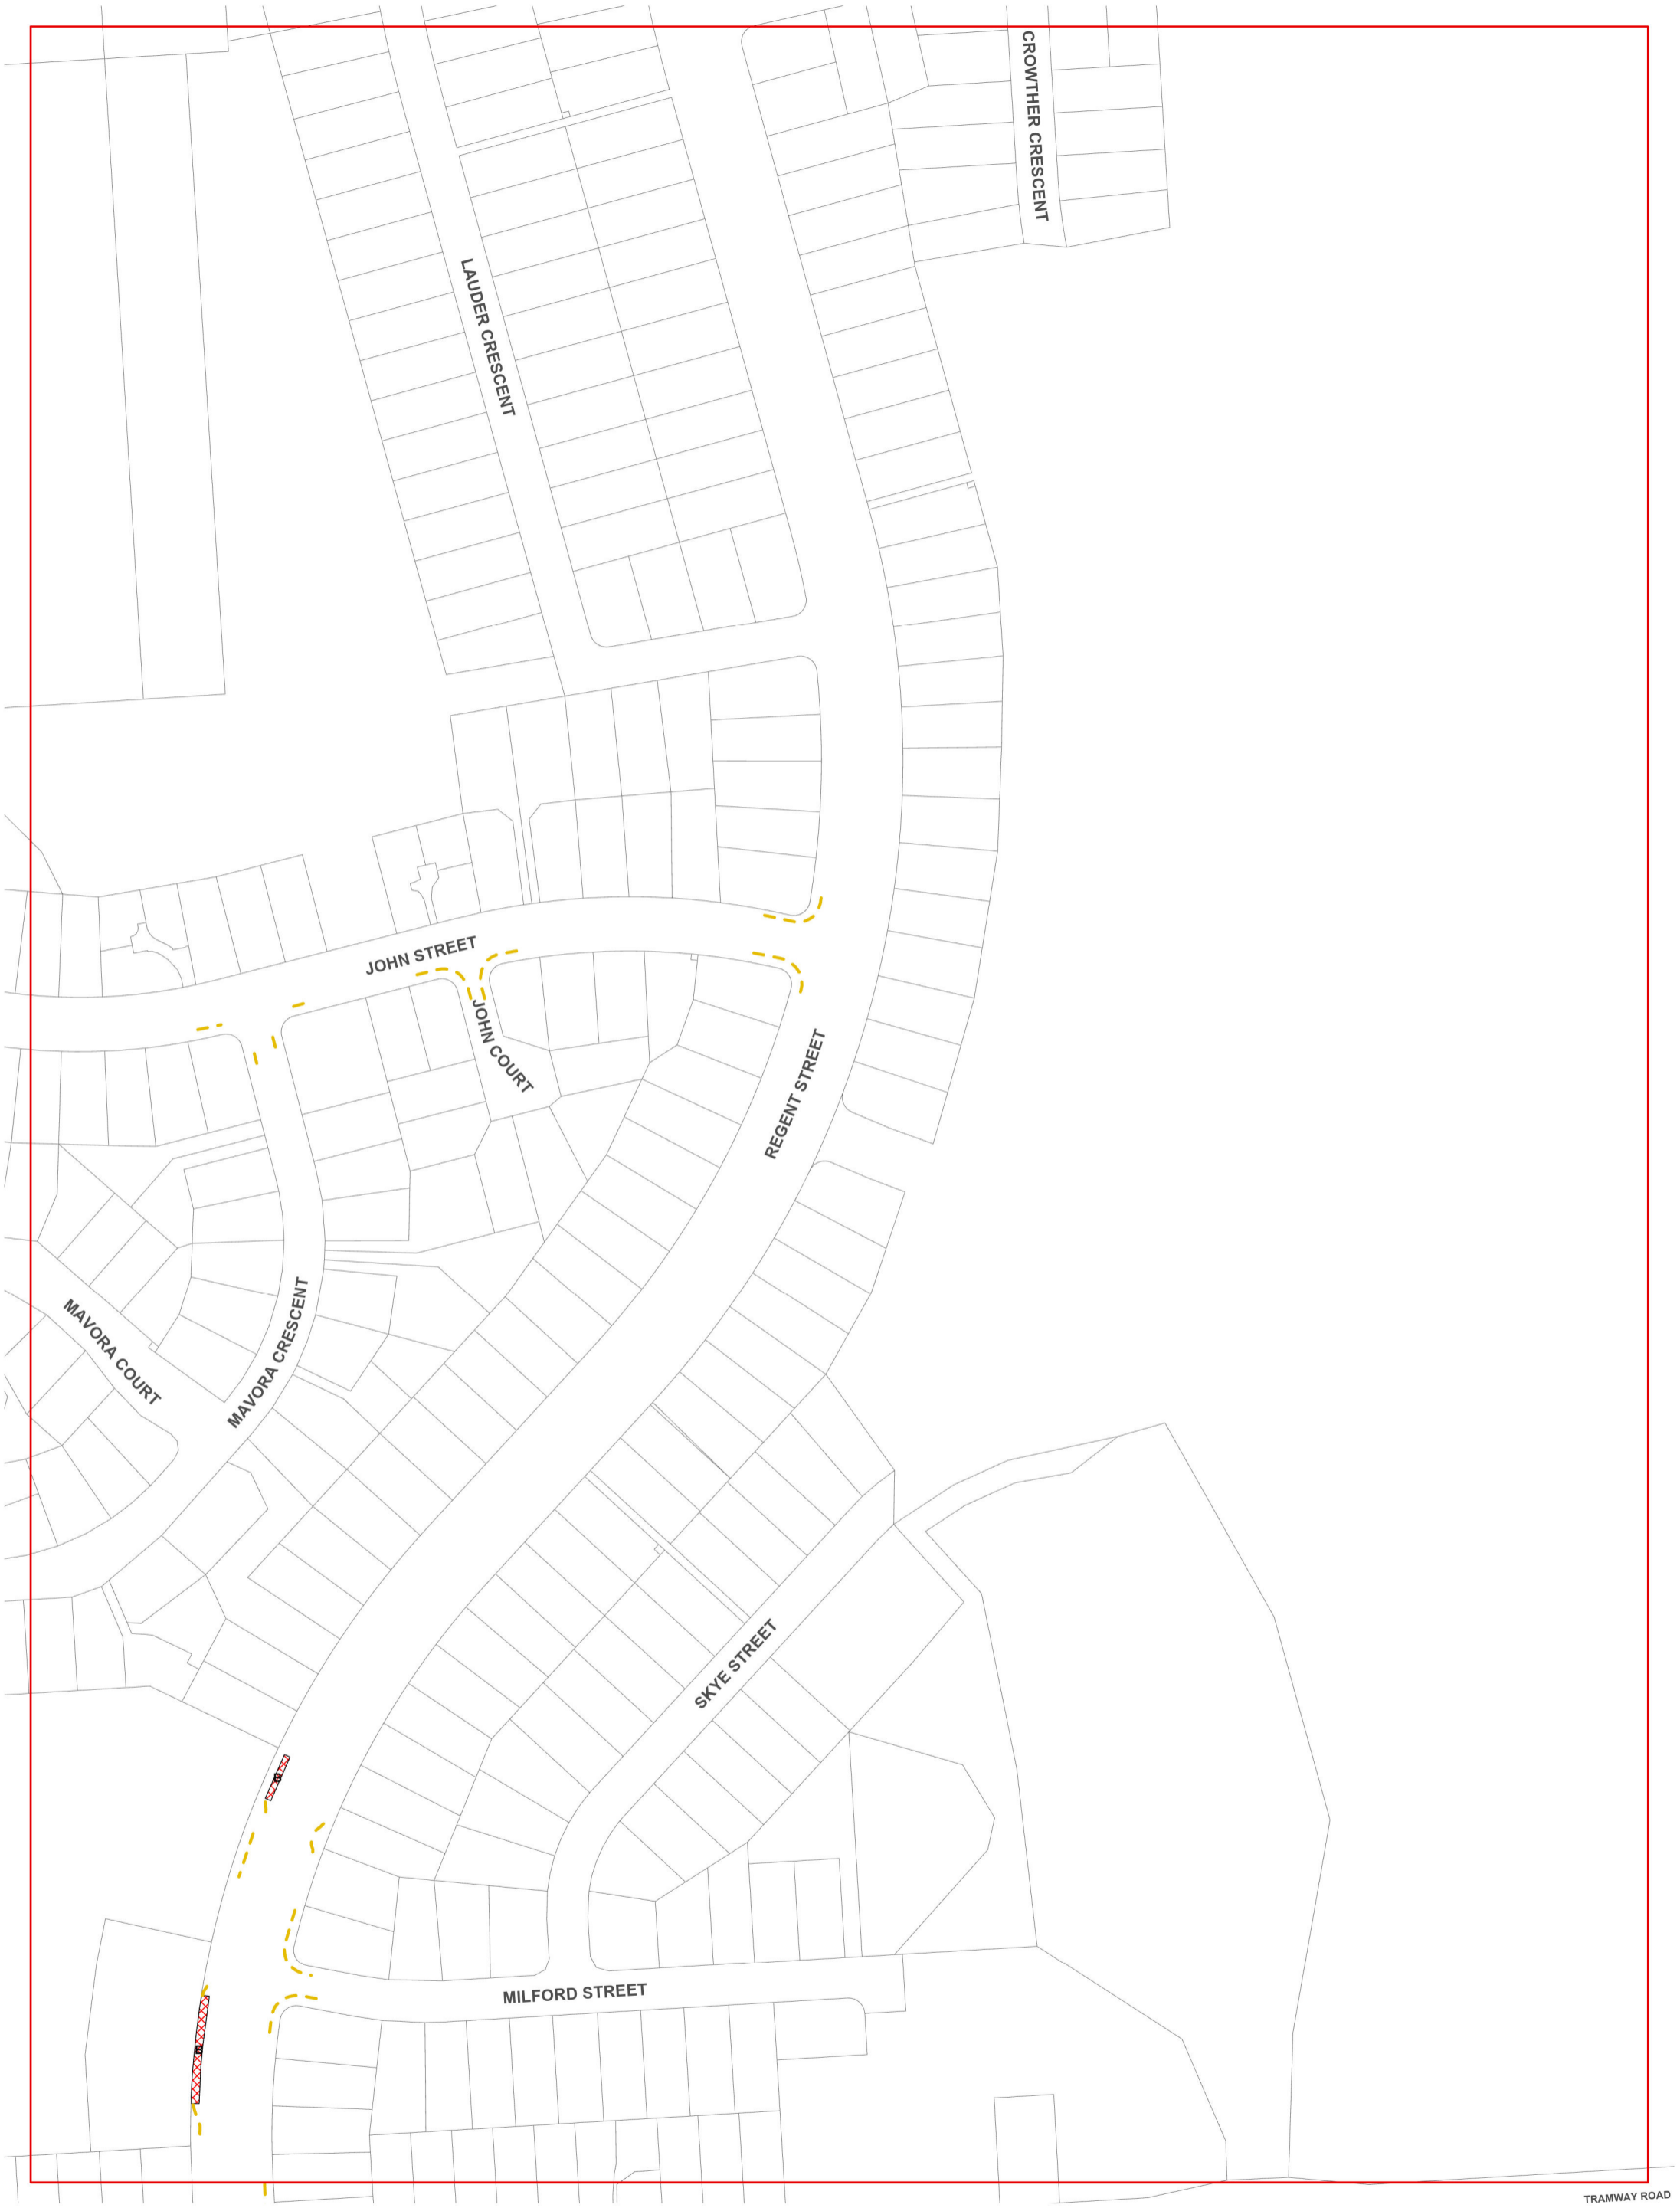 CROWTHER CRESCENT
LAUDER CRESCENT
JOHN STREET
JOHN COURT
REGENT STREET
MAVORA COURT
MAVORA CRESCENT
SKYE STREET
B
MILFORD STREET
B
TRAMWAY ROAD